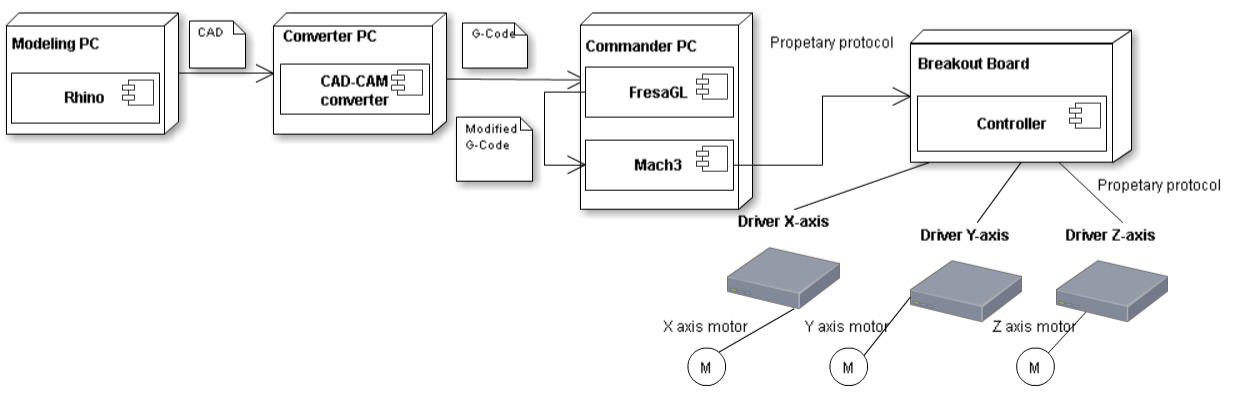 Modeling PC
Rhino
CAD
Converter PC
CAD-CAM
converter
G-Code
Modified
G-Code
Commander PC
FresaGL
Mach3
Propetary protocol
Breakout Board
Controller
Propetary protocol
Driver X-axis
Driver Y-axis
Driver Z-axis
X axis motor
Y axis motor
Z axis motor
M
M
M